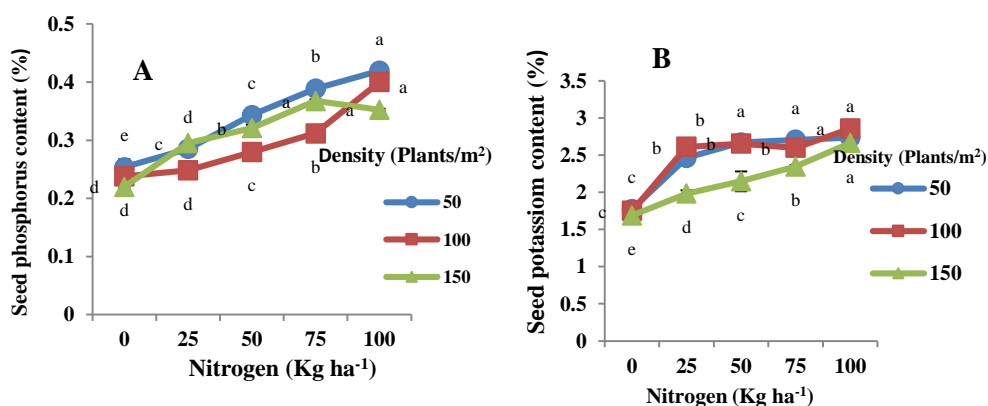 A
Seed phosphorus content (%)
0.5
0.4
0.3
0.2
0.1
0
a
b
c
d
e
a
a
a
b
c
d
b
c
d
d
Density (Plants/m²)
50
100
150
0 25 50 75 100
Nitrogen (Kg ha⁻¹)
B
Seed potassiom content (%)
3.5
3
2.5
2
1.5
1
0.5
0
a
a
a
b
c
a
b
b
b
c
a
b
c
d
e
Density (Plants/m²)
50
100
150
0 25 50 75 100
Nitrogen (Kg ha⁻¹)